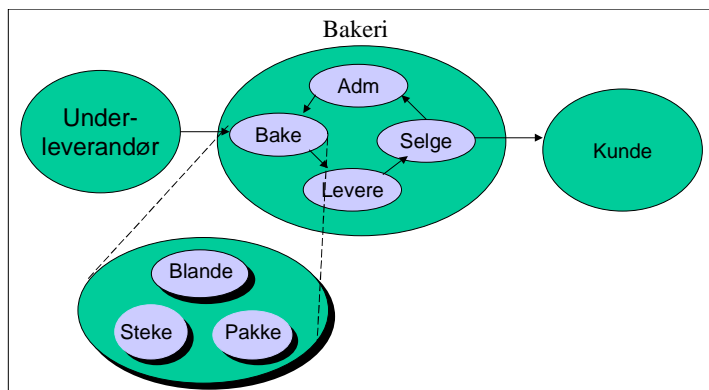 Bakeri
Adm
Under-
leverandør
Bake
Selge
Kunde
Levere
Blande
Steke
Pakke